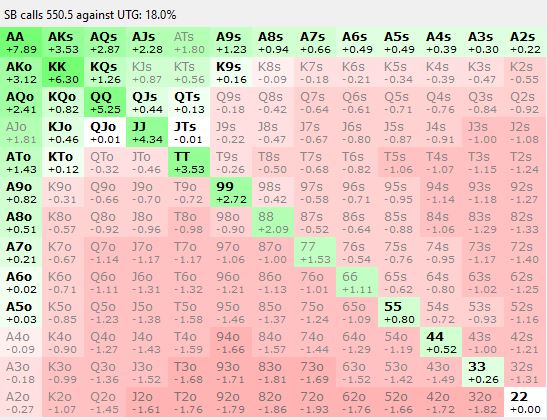 SB calls 550.5 against UTG: 18.0%
AA AKs AQs AJs ATs A9s A8s A7s A6s A5s A4s A3s A2s
+7.89 +3.53 +2.87 +2.28 +1.80 +1.23 +0.94 +0.66 +0.49 +0.49 +0.39 +0.30 +0.22
AKo KK KQs KJs KTs K9s K8s K7s K6s K5s K4s K3s K2s
+3.12 +6.30 +1.26 +0.87 +0.56 +0.16 -0.09 -0.18 -0.21 -0.34 -0.39 -0.47 -0.55
AQo KQo QQ QJs QTs Q9s Q8s Q7s Q6s Q5s Q4s Q3s Q2s
+2.41 +0.82 +5.25 +0.44 +0.13 -0.18 -0.42 -0.64 -0.61 -0.71 -0.76 -0.84 -0.92
AJo KJo QJo JJ JTs J9s J8s J7s J6s J5s J4s J3s J2s
+1.81 +0.46 +0.01 +4.34 -0.01 -0.22 -0.47 -0.67 -0.80 -0.87 -0.91 -1.00 -1.08
ATo KTo QTo JTo TT T9s T8s T7s T6s T5s T4s T3s T2s
+1.43 +0.12 -0.32 -0.46 +3.53 -0.26 -0.50 -0.68 -0.82 -1.06 -1.07 -1.15 -1.24
A9o K9o Q9o J9o T9o 99 98s 97s 96s 95s 94s 93s 92s
+0.82 -0.31 -0.66 -0.70 -0.72 +2.72 -0.42 -0.58 -0.71 -0.95 -1.14 -1.18 -1.27
A8o K8o Q8o J8o T8o 98o 88 87s 86s 85s 84s 83s 82s
+0.51 -0.57 -0.92 -0.96 -0.98 -0.90 +2.09 -0.52 -0.64 -0.88 -1.06 -1.29 -1.33
A7o K7o Q7o J7o T7o 97o 87o 77 76s 75s 74s 73s 72s
+0.21 -0.67 -1.14 -1.17 -1.17 -1.06 -1.00 +1.53 -0.54 -0.76 -0.95 -1.17 -1.40
A6o K6o Q6o J6o T6o 96o 86o 76o 66 65s 64s 63s 62s
+0.02 -0.71 -1.11 -1.31 -1.32 -1.21 -1.13 -1.01 +1.11 -0.63 -0.80 -1.02 -1.25
A5o K5o Q5o J5o T5o 95o 85o 75o 65o 55 54s 53s 52s
+0.03 -0.85 -1.23 -1.38 -1.58 -1.46 -1.37 -1.24 -1.09 +0.80 -0.72 -0.93 -1.16
A4o K4o Q4o J4o T4o 94o 84o 74o 64o 54o 44 43s 42s
-0.09 -0.90 -1.27 -1.43 -1.59 -1.66 -1.57 -1.44 -1.29 -1.19 +0.52 -1.00 -1.21
A3o K3o Q3o J3o T3o 93o 83o 73o 63o 53o 43o 33 32s
-0.18 -0.99 -1.36 -1.52 -1.68 -1.71 -1.81 -1.69 -1.52 -1.42 -1.49 +0.26 -1.31
A2o K2o Q2o J2o T2o 92o 82o 72o 62o 52o 42o 32o 22
-0.27 -1.07 -1.45 -1.61 -1.76 -1.79 -1.86 -1.93 -1.76 -1.66 -1.72 -1.82 +0.00